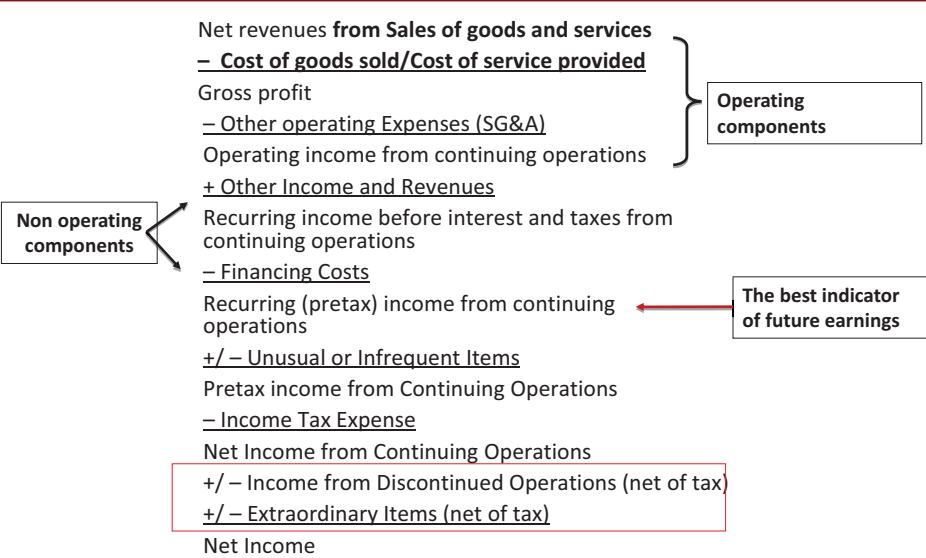 Net revenues from Sales of goods and services
– Cost of goods sold/Cost of service provided
Gross profit
– Other operating Expenses (SG&A)
Operating income from continuing operations
+ Other Income and Revenues
Recurring income before interest and taxes from
continuing operations
– Financing Costs
Recurring (pretax) income from continuing
operations
+/ – Unusual or Infrequent Items
Pretax income from Continuing Operations
– Income Tax Expense
Net Income from Continuing Operations
+/ – Income from Discontinued Operations (net of tax)
+/ – Extraordinary Items (net of tax)
Net Income
Operating
components
Non operating
components
The best indicator
of future earnings